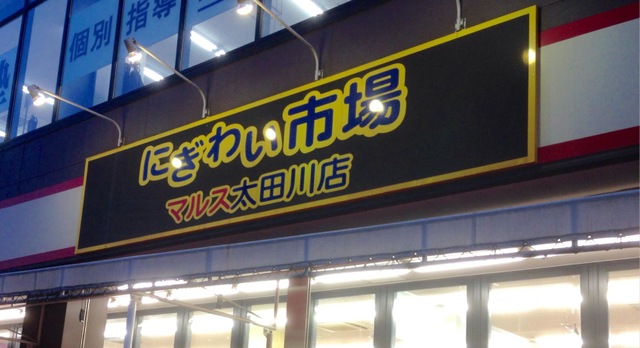 個別指導
にぎわい市場
マルス太田川店